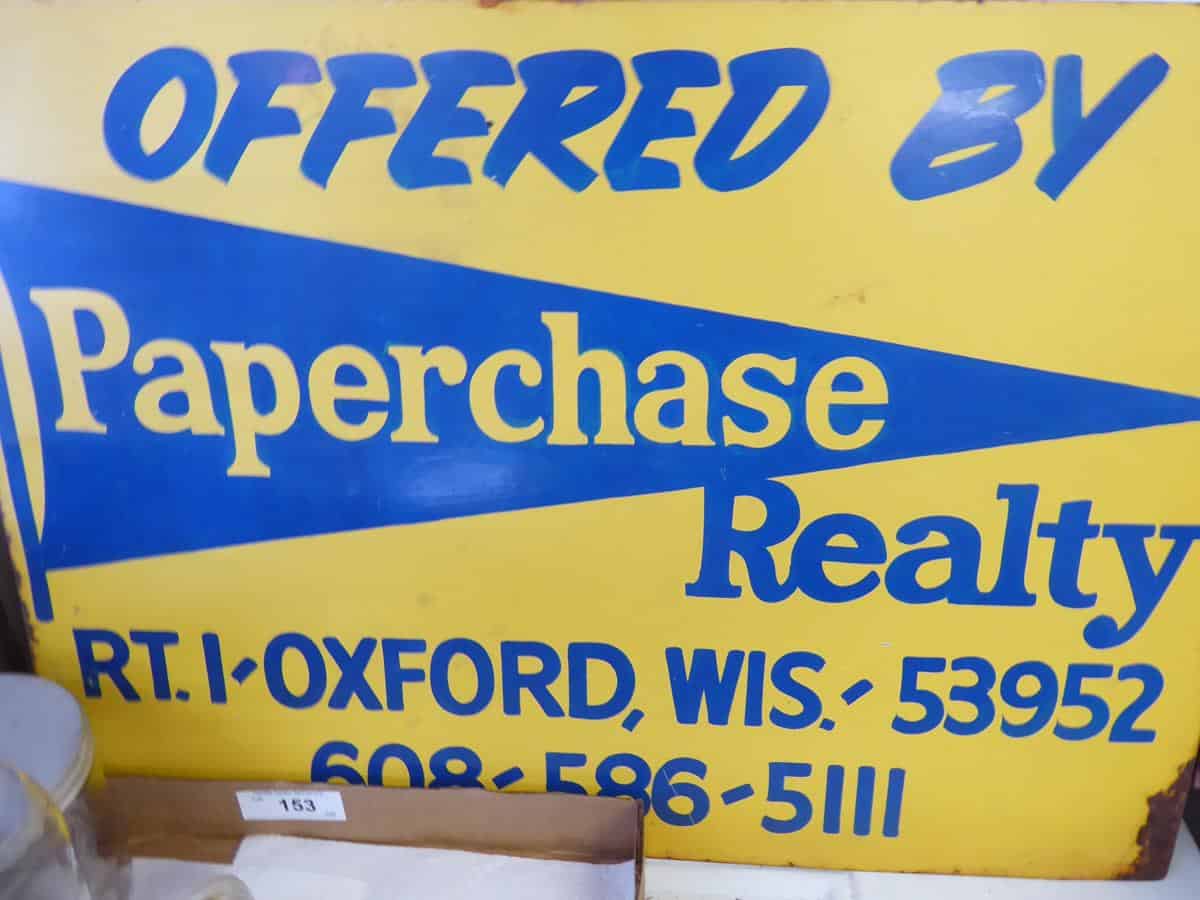 OFFERED BY
Paperchase
Realty
RT. 1-OXFORD, WIS.- 53952
608-586-5111
153